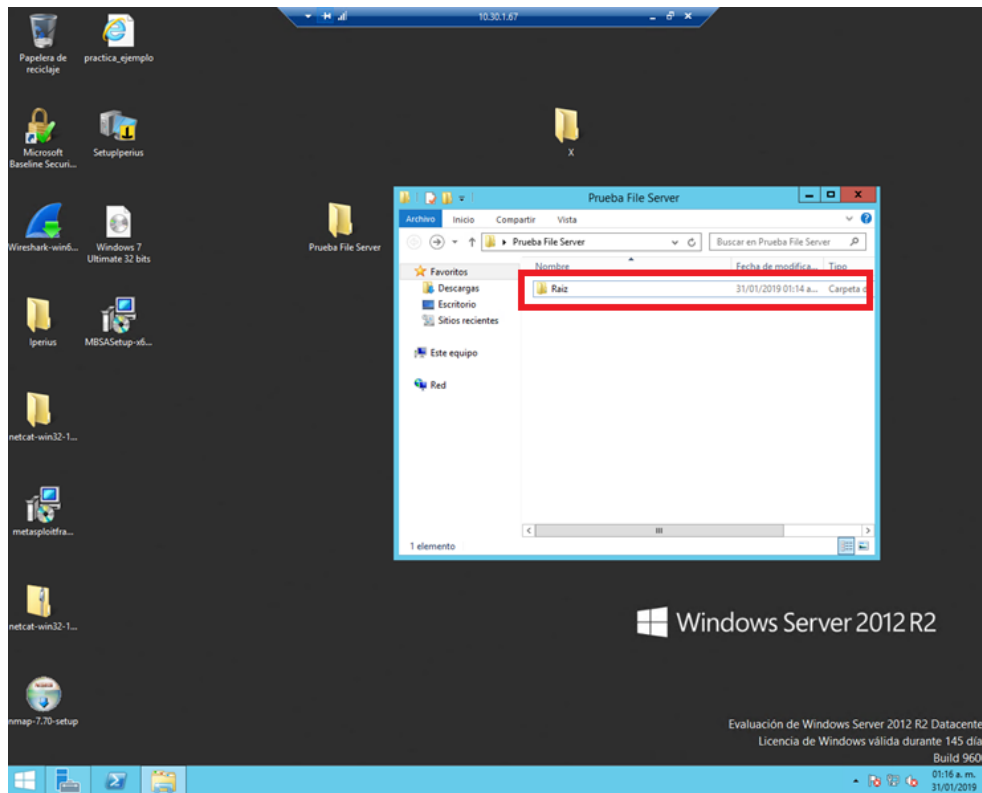 10.30.1.67
Papelera de
reciclaje
practica_ejemplo
Microsoft
Baseline Securi...
SetupIperius
X
Wireshark-win6...
Windows 7
Ultimate 32 bits
Prueba File Server
Iperius
MBSASetup-x6...
netcat-win32-1...
metasploitfra...
netcat-win32-1...
nmap-7.70-setup
Prueba File Server
Archivo Inicio Compartir Vista
Prueba File Server
Buscar en Prueba File Server
Nombre Fecha de modifica... Tipo
Raiz 31/01/2019 01:14 a... Carpeta d
Favoritos
Descargas
Escritorio
Sitios recientes
Este equipo
Red
1 elemento
Windows Server 2012 R2
Evaluación de Windows Server 2012 R2 Datacente
Licencia de Windows válida durante 145 día
Build 960
01:16 a. m.
31/01/2019